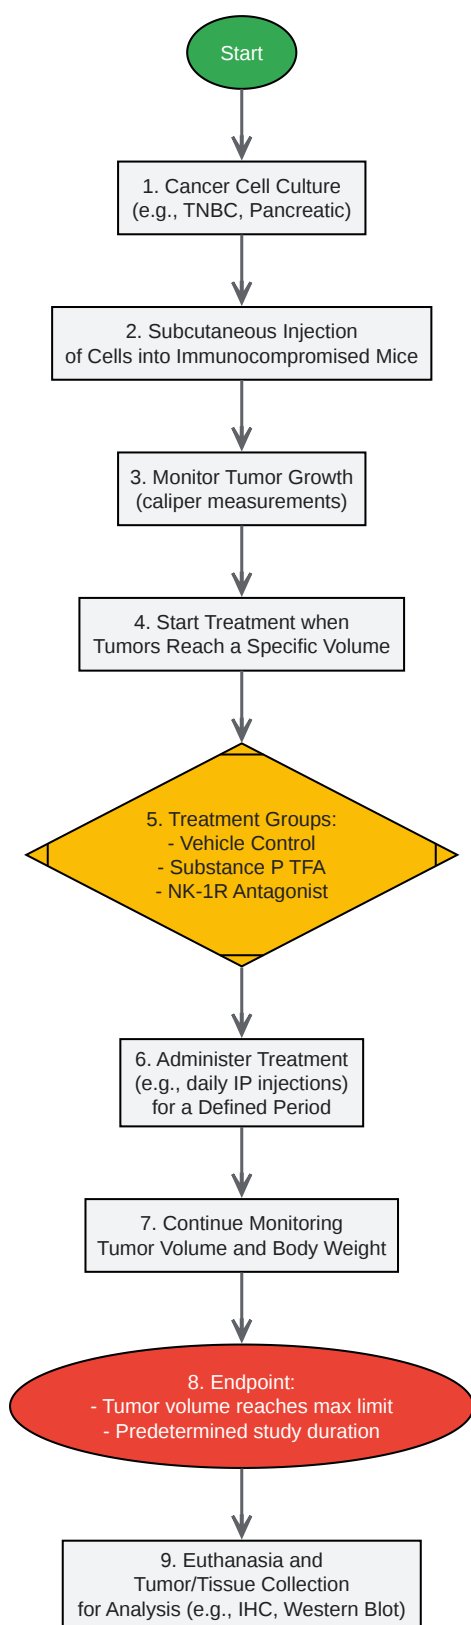 Start
1. Cancer Cell Culture
(e.g., TNBC, Pancreatic)
2. Subcutaneous Injection
of Cells into Immunocompromised Mice
3. Monitor Tumor Growth
(caliper measurements)
4. Start Treatment when
Tumors Reach a Specific Volume
5. Treatment Groups:
- Vehicle Control
- Substance P TFA
- NK-1R Antagonist
6. Administer Treatment
(e.g., daily IP injections)
for a Defined Period
7. Continue Monitoring
Tumor Volume and Body Weight
8. Endpoint:
- Tumor volume reaches max limit
- Predetermined study duration
9. Euthanasia and
Tumor/Tissue Collection
for Analysis (e.g., IHC, Western Blot)